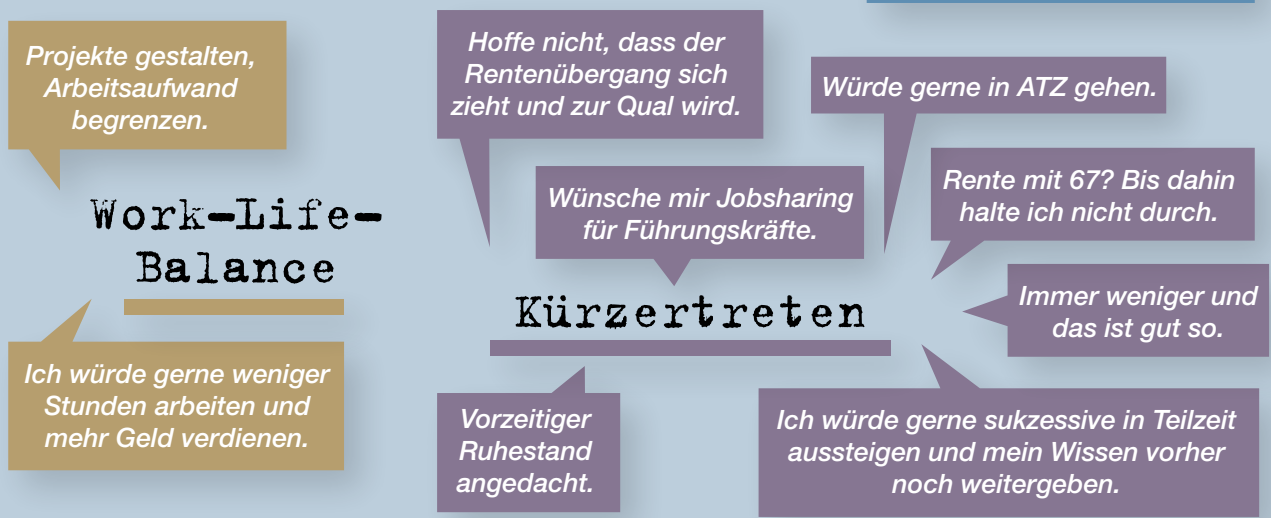 Projekte gestalten,
Arbeitsaufwand
begrenzen.
Work-Life-
Balance
Ich würde gerne weniger
Stunden arbeiten und
mehr Geld verdienen.
Hoffe nicht, dass der
Rentenübergang sich
zieht und zur Qual wird.
Würde gerne in ATZ gehen.
Wünsche mir Jobsharing
für Führungskräfte.
Rente mit 67? Bis dahin
halte ich nicht durch.
Kürzertreten
Immer weniger und
das ist gut so.
Vorzeitiger
Ruhestand
angedacht.
Ich würde gerne sukzessive in Teilzeit
aussteigen und mein Wissen vorher
noch weitergeben.